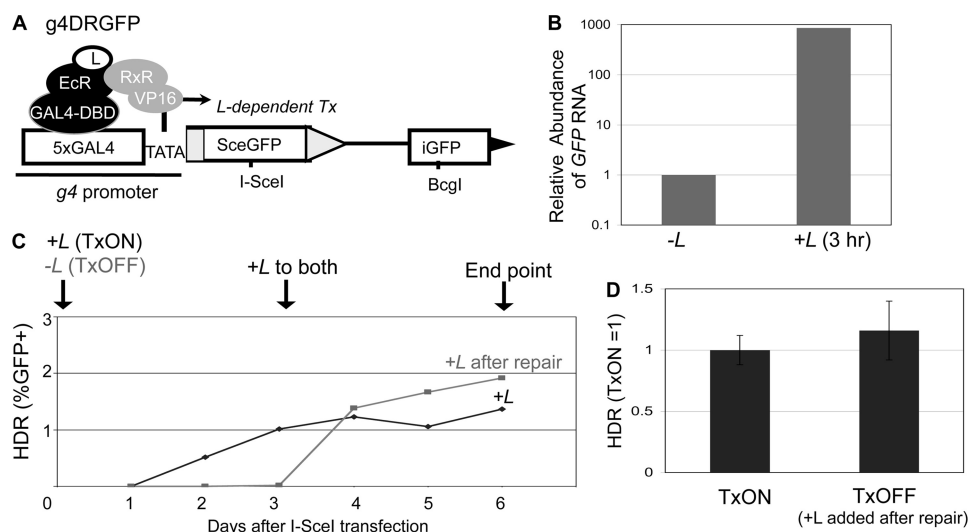 A g4DRGFP
L
EcR
RxR
VP16
GAL4-DBD
L-dependent Tx
5xGAL4
TATA
SceGFP
iGFP
I-SceI
BcgI
g4 promoter
B
Relative Abundance
of GFP RNA
1000
100
10
1
0.1
-L
+L (3 hr)
C
+L (TxON)
-L (TxOFF)
+L to both
End point
HDR (%GFP+)
3
2
1
+L after repair
+L
0 1 2 3 4 5 6
Days after I-SceI transfection
D
HDR (TxON =1)
1.5
1
0.5
0
TxON
TxOFF
(+L added after repair)